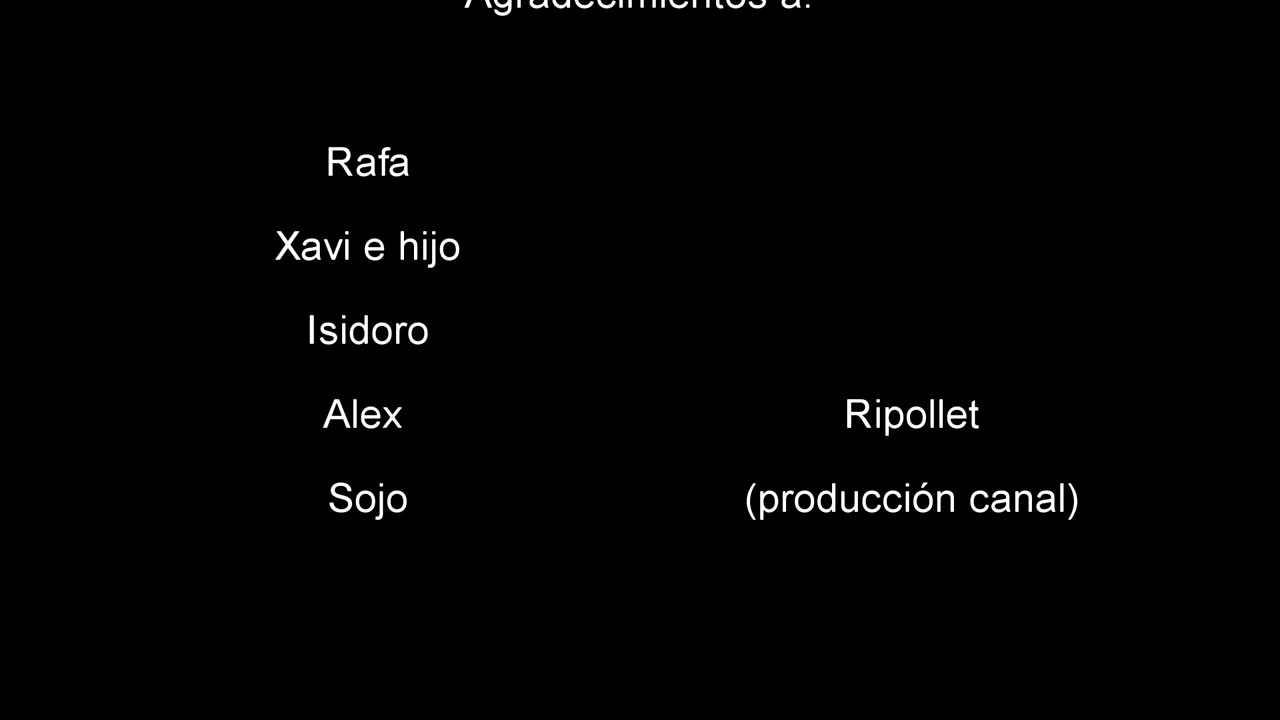 Agradecimientos a:
Rafa
Xavi e hijo
Isidoro
Alex Ripollet
Sojo (producción canal)